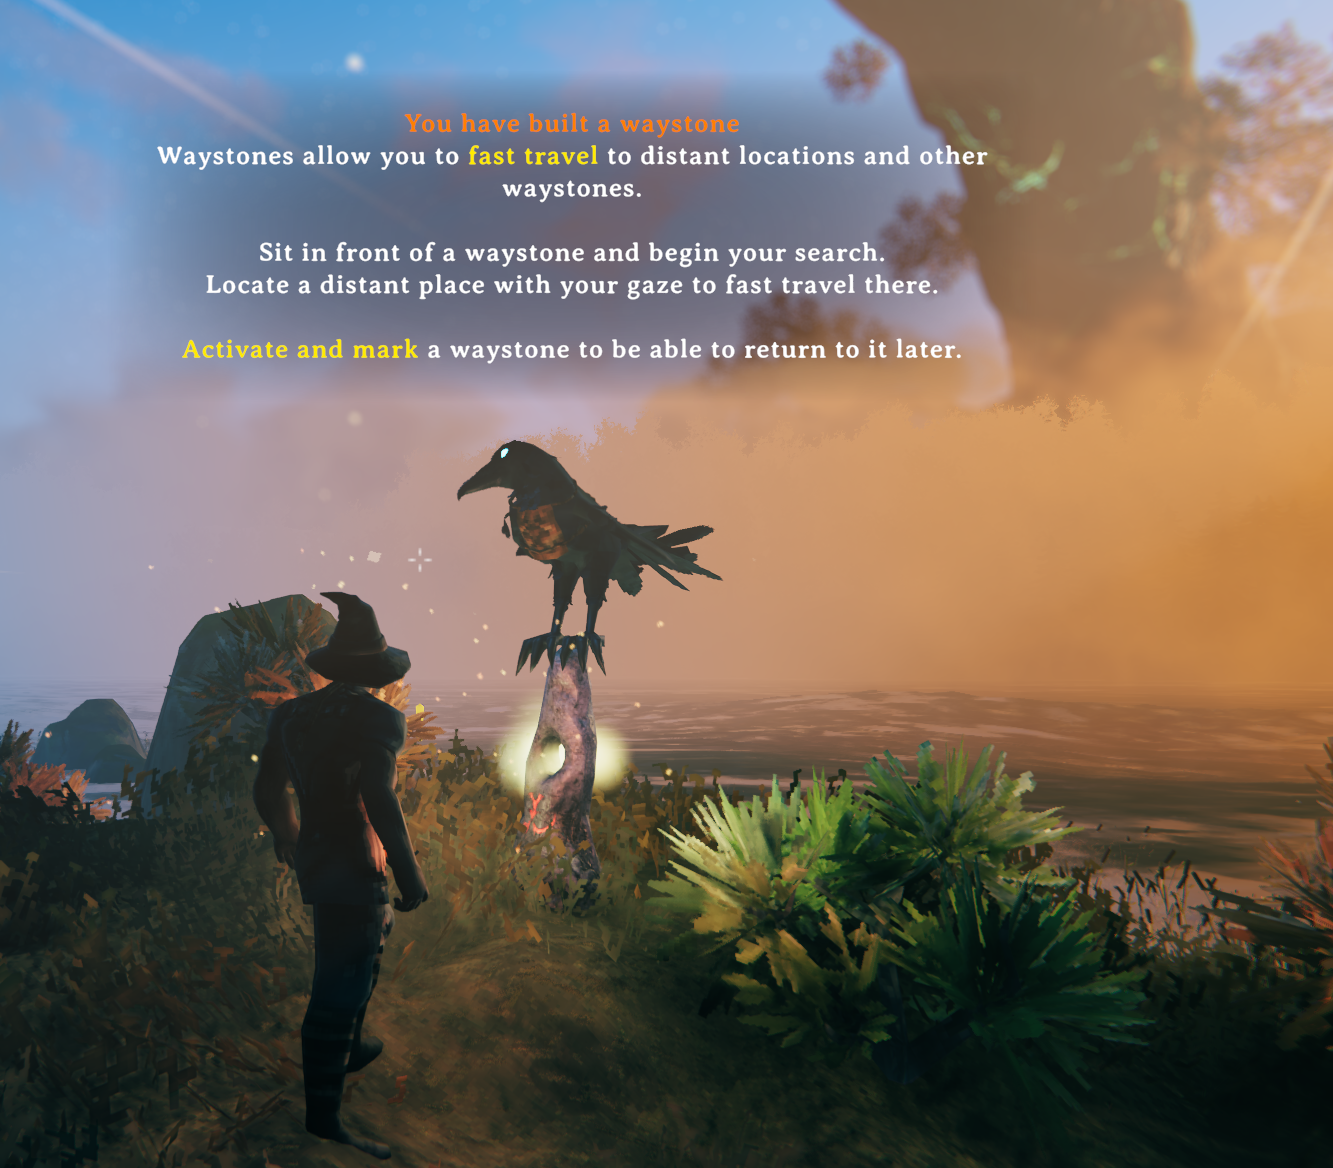 You have built a waystone
Waystones allow you to fast travel to distant locations and other
waystones.
Sit in front of a waystone and begin your search.
Locate a distant place with your gaze to fast travel there.
Activate and mark a waystone to be able to return to it later.